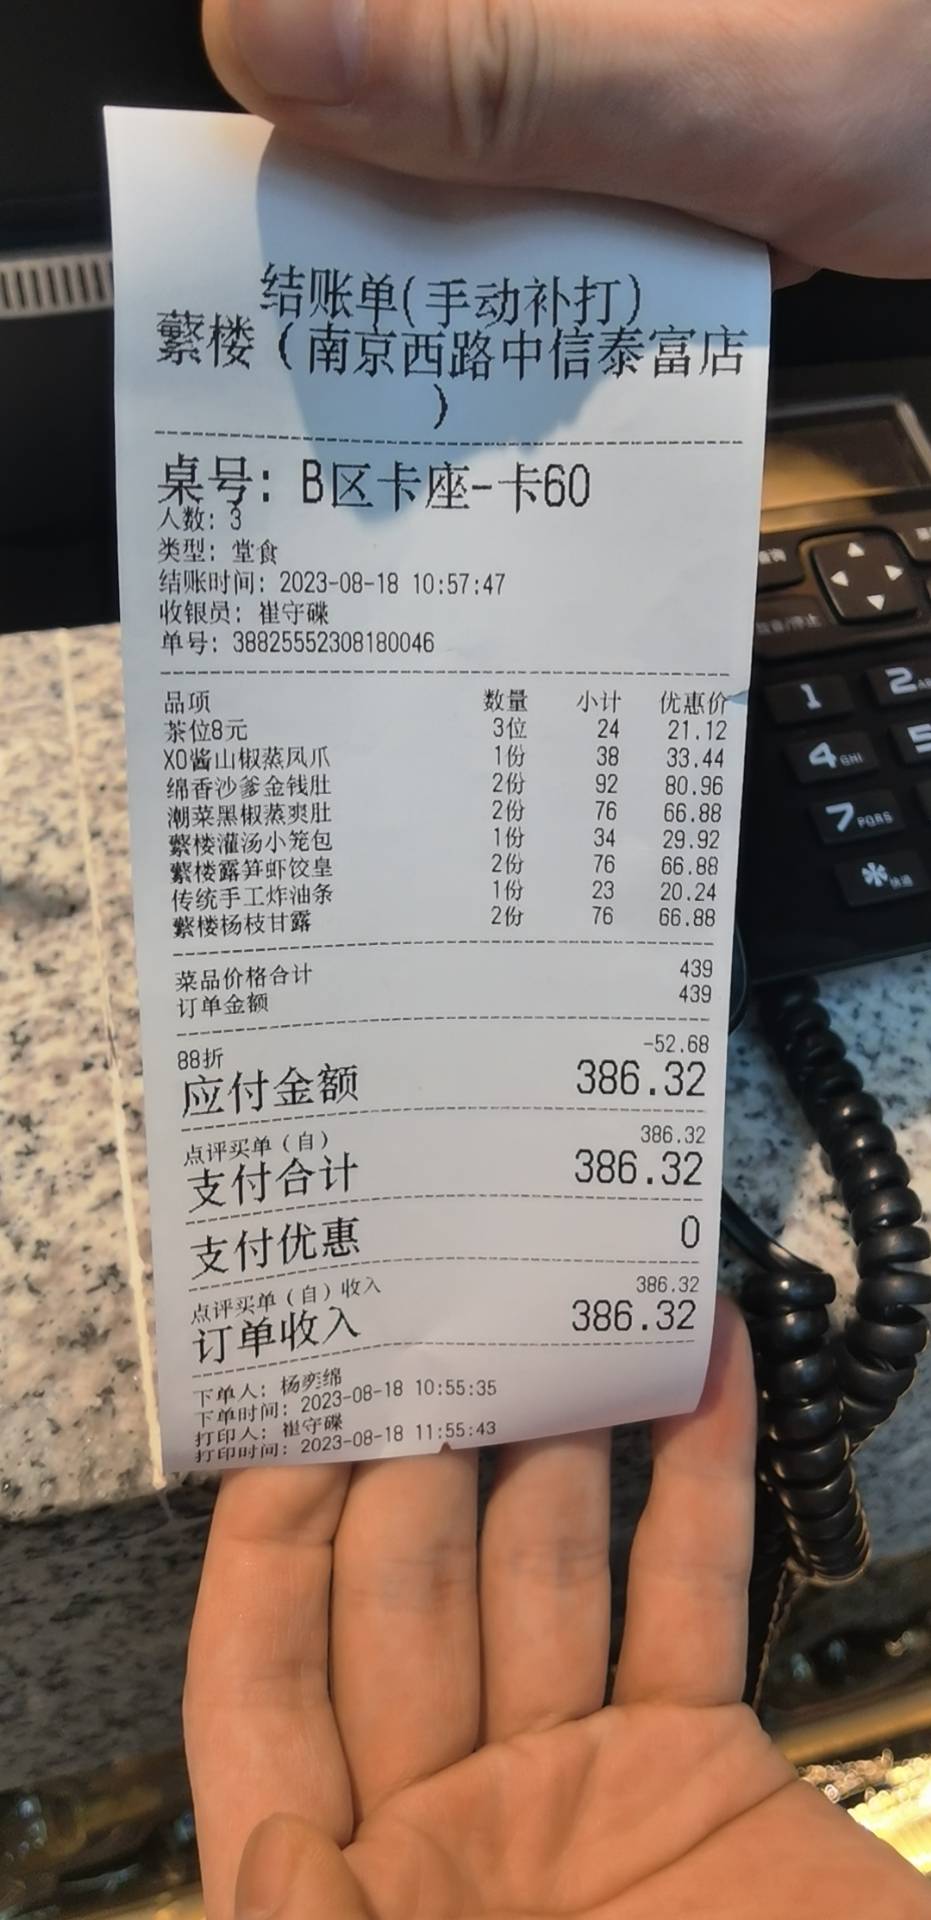 结账单(手动补打)
蘩楼（南京西路中信泰富店
）
桌号: B区卡座-卡60
人数: 3
类型: 堂食
结账时间: 2023-08-18 10:57:47
收银员: 崔守碟
单号: 38825552308180046
品项 数量 小计 优惠价
茶位8元 3位 24 21.12
XO酱山椒蒸凤爪 1份 38 33.44
绵香沙爹金钱肚 2份 92 80.96
潮菜黑椒蒸爽肚 2份 76 66.88
蘩楼灌汤小笼包 1份 34 29.92
蘩楼露笋虾饺皇 2份 76 66.88
传统手工炸油条 1份 23 20.24
蘩楼杨枝甘露 2份 76 66.88
菜品价格合计 439
订单金额 439
88折 -52.68
应付金额 386.32
点评买单（自） 386.32
支付合计 386.32
支付优惠 0
点评买单（自）收入 386.32
订单收入 386.32
下单人: 杨奕绵
下单时间: 2023-08-18 10:55:35
打印人: 崔守碟
打印时间: 2023-08-18 11:55:43
1
2
4 GHI
5
7 PQRS